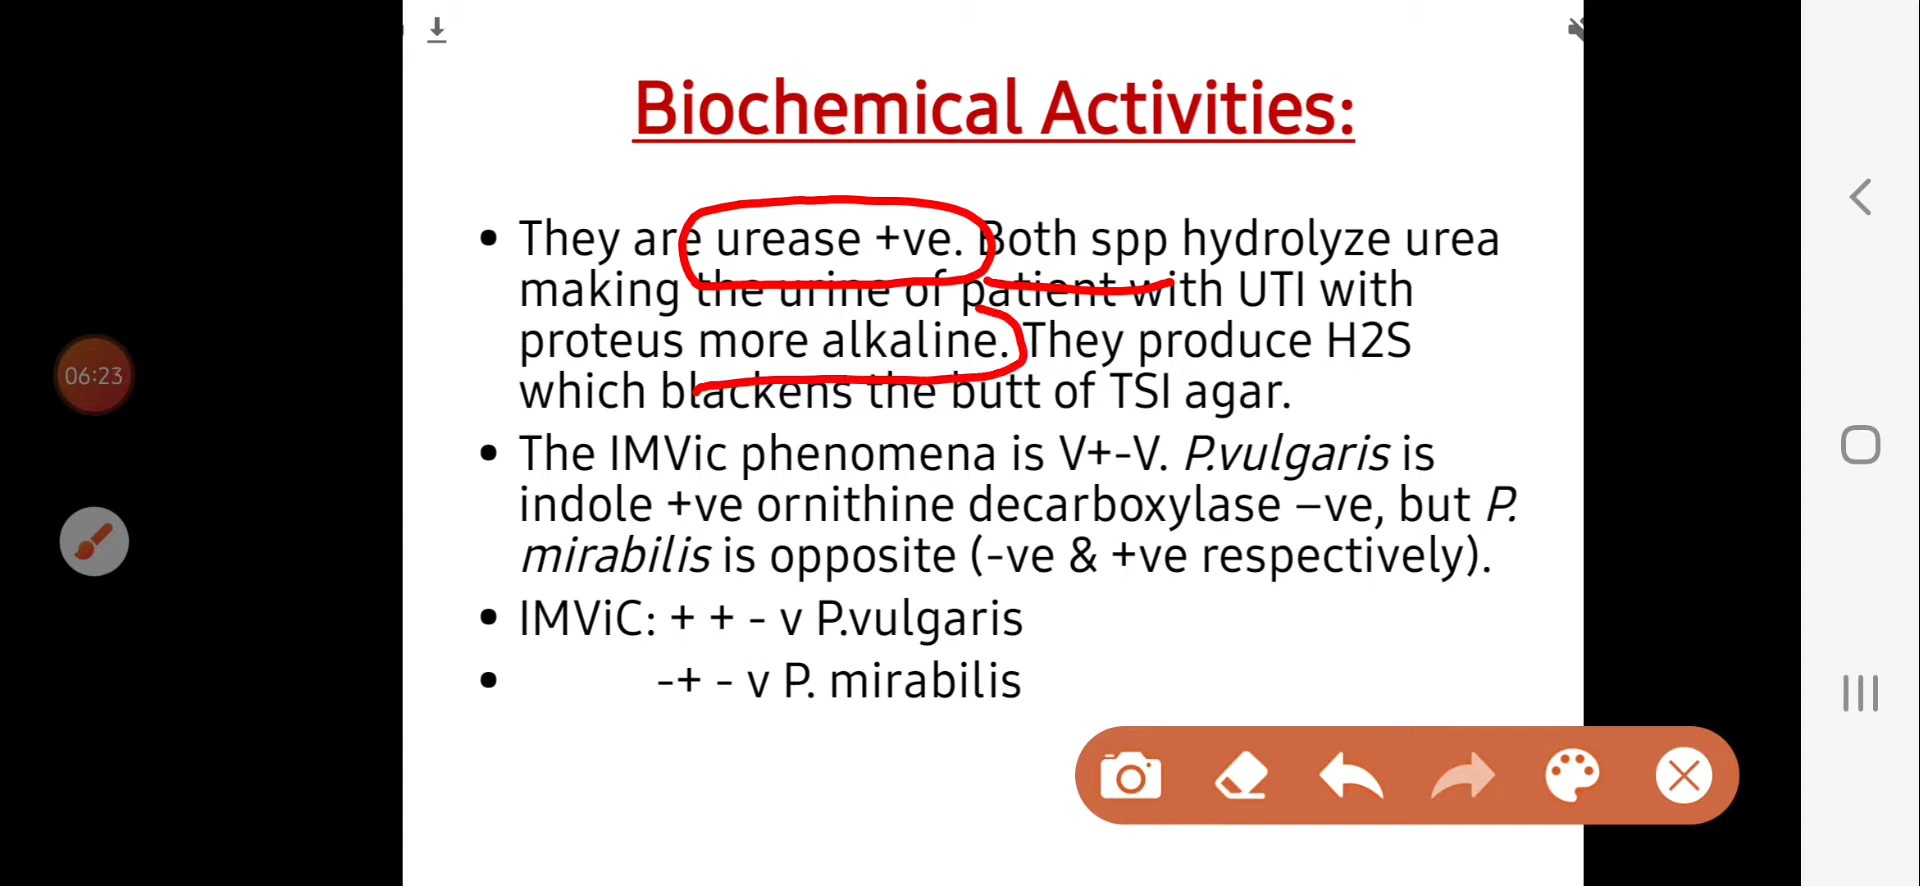 Biochemical Activities:
• They are urease +ve. Both spp hydrolyze urea
making the urine of patient with UTI with
proteus more alkaline. They produce H2S
which blackens the butt of TSI agar.
• The IMVic phenomena is V+-V. P.vulgaris is
indole +ve ornithine decarboxylase –ve, but P.
mirabilis is opposite (-ve & +ve respectively).
• IMViC: + + - v P.vulgaris
• -+ - v P. mirabilis
06:23